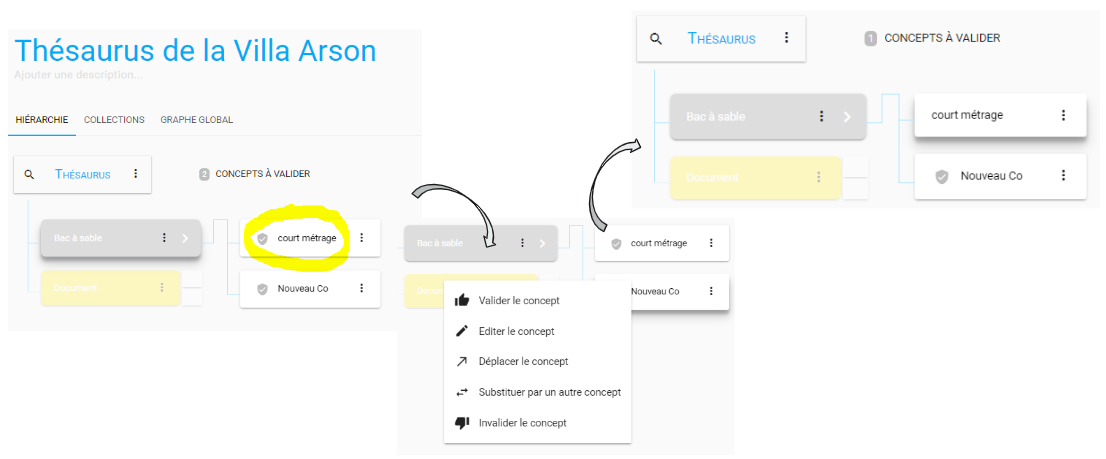 Thésaurus de la Villa Arson
Ajouter une description...
HIÉRARCHIE COLLECTIONS GRAPHE GLOBAL
THÉSAURUS 2 CONCEPTS À VALIDER
Bac à sable court métrage
Document Nouveau Co
Bac à sable court métrage
Docum Nouveau Co
Valider le concept
Editer le concept
Déplacer le concept
Substituer par un autre concept
Invalider le concept
THÉSAURUS 1 CONCEPTS À VALIDER
Bac à sable court métrage
Document Nouveau Co